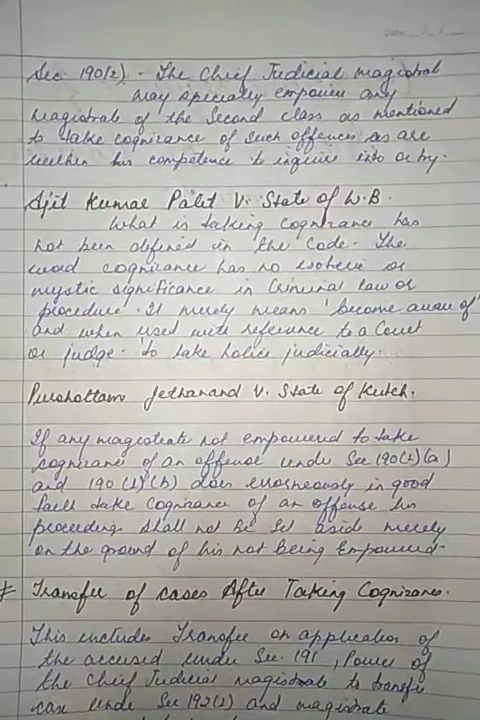 Date __/__/__
Sec. 190(2) - The Chief Judicial magistrat
may specially empower any
magistrate of the Second class as mentioned
to take cognizance of such offences as are
within his competence to inquire into or try.
Ajit Kumar Palit V. State of W.B.
What is taking cognizance has
not been defined in the Code. The
word cognizance has no esoteric or
mystic significance in Criminal law or
procedure. It merely means 'become aware of'
and when used with reference to a Court
or judge. to take notice judicially.
Purshottam Jethanand V. State of Kutch.
If any magistrate not empowered to take
cognizance of an offense under Sec 190(1)(a)
and 190(1)(b) does erroneously in good
faith take Cognizance of an offense his
proceedings shall not be Set aside merely
on the ground of his not being Empowered.
# Transfer of cases After Taking Cognizance.
This includes Transfer on application of
the accused under Sec. 191, Power of
the Chief Judicial magistrate to transfer
case under Sec 192(1) and magistrate